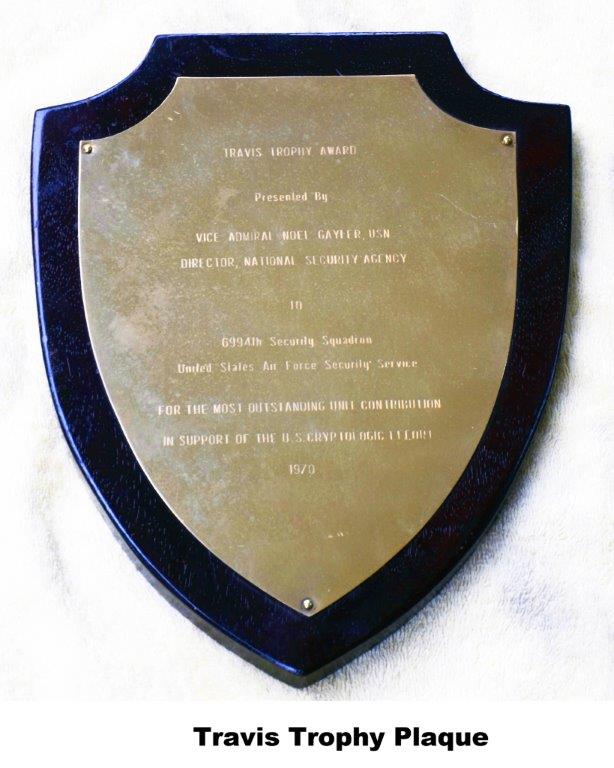 TRAVIS TROPHY AWARD
Presented By
VICE ADMIRAL NOEL GAYLER, USN
DIRECTOR, NATIONAL SECURITY AGENCY
TO
6994th Security Squadron
United States Air Force Security Service
FOR THE MOST OUTSTANDING UNIT CONTRIBUTION
IN SUPPORT OF THE U.S. CRYPTOLOGIC EFFORT
1970
Travis Trophy Plaque